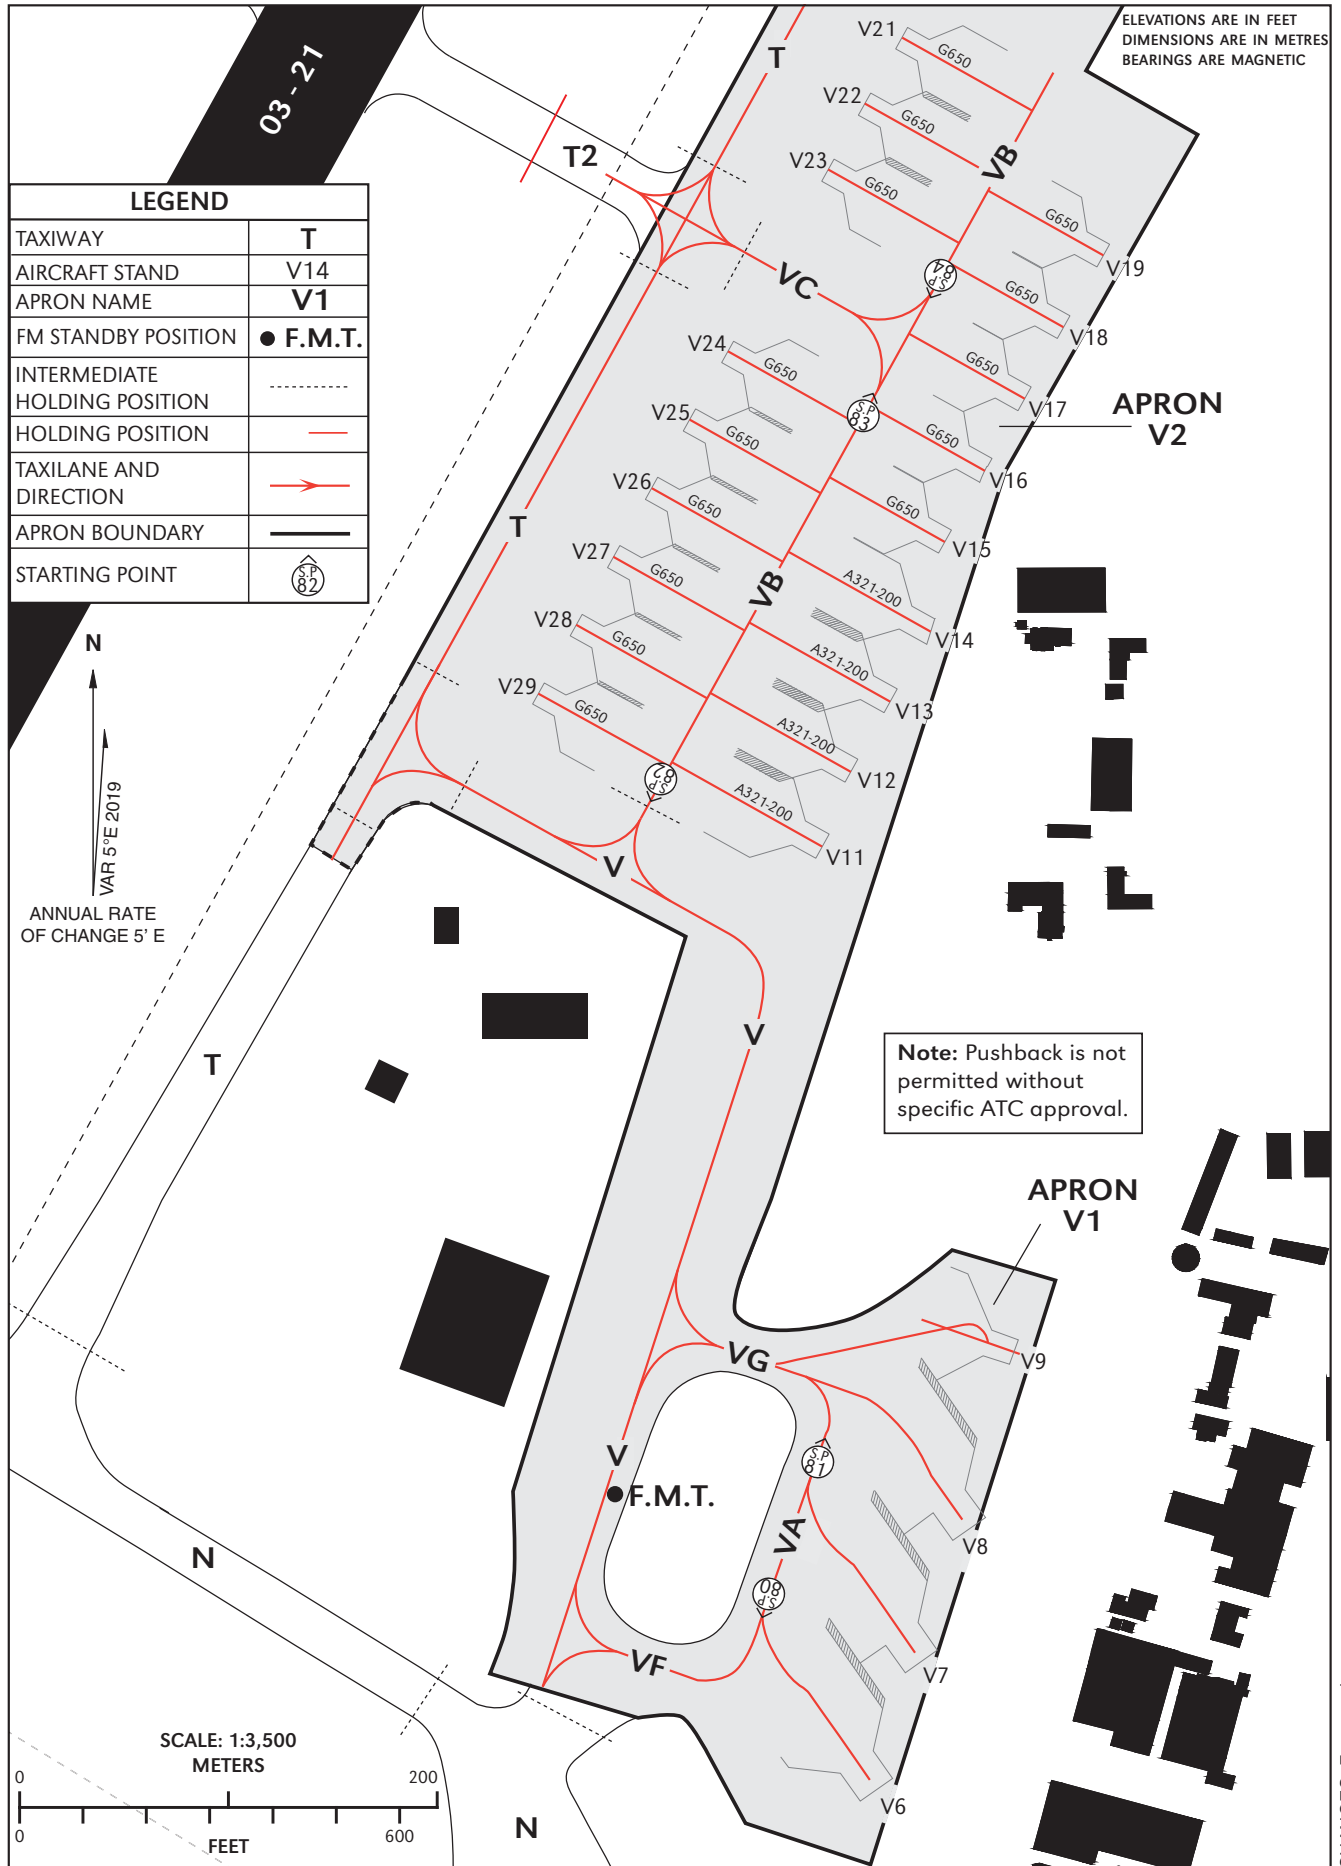 ELEVATIONS ARE IN FEET
DIMENSIONS ARE IN METRES
BEARINGS ARE MAGNETIC
03 - 21
T
T2
V21
G650
V22
G650
V23
G650
VB
G650
V19
LEGEND
TAXIWAY T
AIRCRAFT STAND V14
APRON NAME V1
FM STANDBY POSITION F.M.T.
INTERMEDIATE
HOLDING POSITION
HOLDING POSITION
TAXILANE AND
DIRECTION
APRON BOUNDARY
STARTING POINT S.P
82
VC
S.P
84
G650
V18
G650
V17
V24
G650
S.P
83
APRON
V2
V25
G650
G650
V16
V26
G650
G650
V15
T
V27
G650
VB
A321-200
V14
V28
G650
A321-200
V13
V29
G650
A321-200
V12
S.P
82
A321-200
V11
N
VAR 5°E 2019
ANNUAL RATE
OF CHANGE 5' E
V
V
T
Note: Pushback is not
permitted without
specific ATC approval.
APRON
V1
VG
V9
V
S.P
81
F.M.T.
VA
V8
N
S.P
80
VF
V7
V6
SCALE: 1:3,500
METERS
0 200
0 600
FEET
N